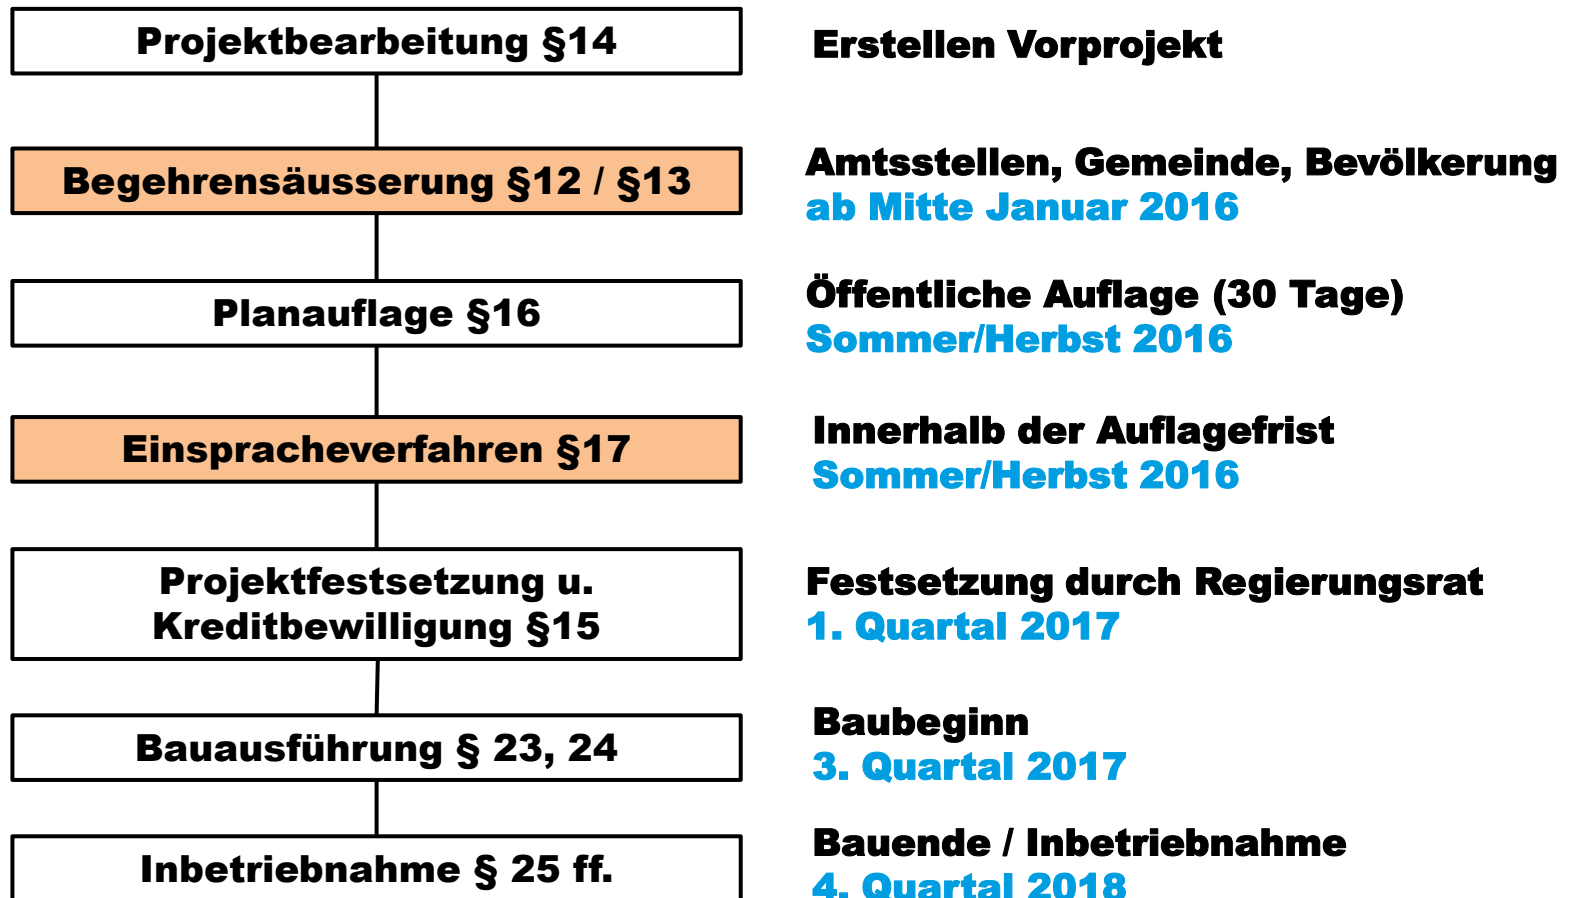 Projektbearbeitung §14
Erstellen Vorprojekt
Begehrensäusserung §12 / §13
Amtsstellen, Gemeinde, Bevölkerung
ab Mitte Januar 2016
Planauflage §16
Öffentliche Auflage (30 Tage)
Sommer/Herbst 2016
Einspracheverfahren §17
Innerhalb der Auflagefrist
Sommer/Herbst 2016
Projektfestsetzung u.
Kreditbewilligung §15
Festsetzung durch Regierungsrat
1. Quartal 2017
Bauausführung § 23, 24
Baubeginn
3. Quartal 2017
Inbetriebnahme § 25 ff.
Bauende / Inbetriebnahme
4. Quartal 2018